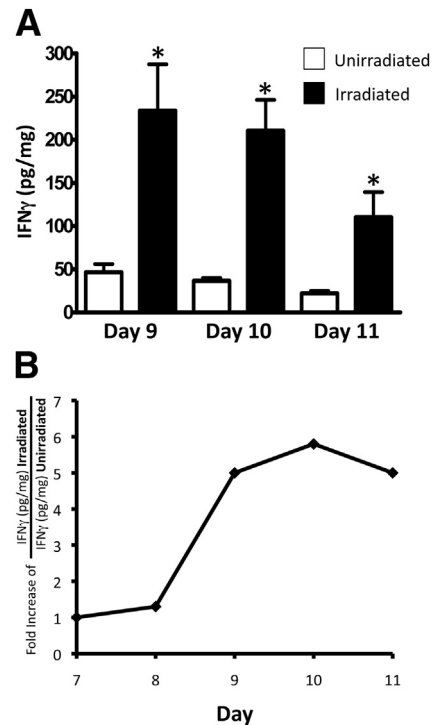 A
300
250
200
150
100
50
0
IFNγ (pg/mg)
*
*
*
Unirradiated
Irradiated
Day 9 Day 10 Day 11
B
7
6
5
4
3
2
1
0
Fold Increase of IFNγ (pg/mg) Irradiated
IFNγ (pg/mg) Unirradiated
7 8 9 10 11
Day